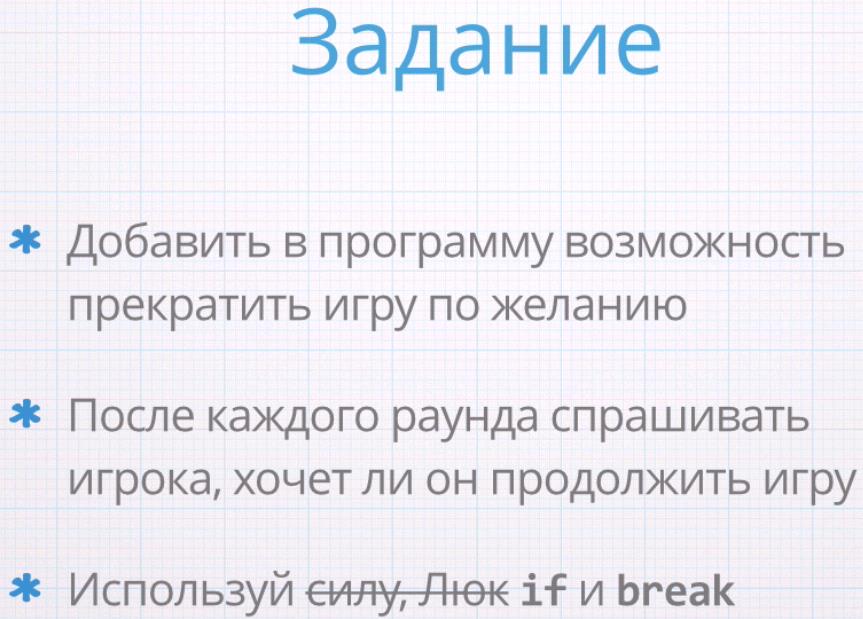 Задание
* Добавить в программу возможность
прекратить игру по желанию
* После каждого раунда спрашивать
игрока, хочет ли он продолжить игру
* Используй силу, Люк if и break